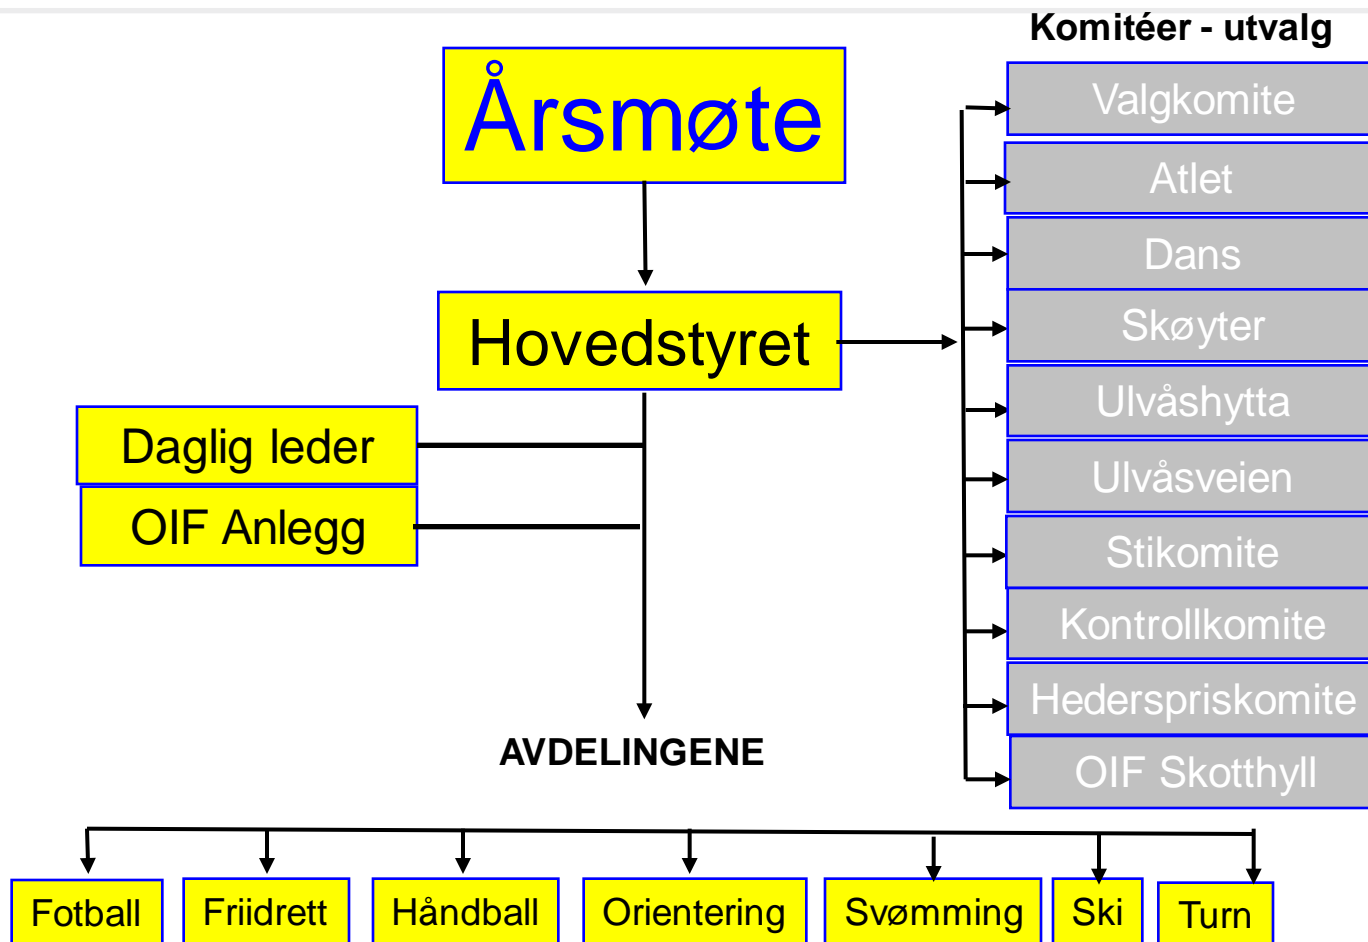 Komitéer - utvalg
Årsmøte
Valgkomite
Atlet
Dans
Skøyter
Hovedstyret
Ulvåshytta
Daglig leder
Ulvåsveien
OIF Anlegg
Stikomite
Kontrollkomite
Hederspriskomite
AVDELINGENE
OIF Skotthyll
Fotball
Friidrett
Håndball
Orientering
Svømming
Ski
Turn